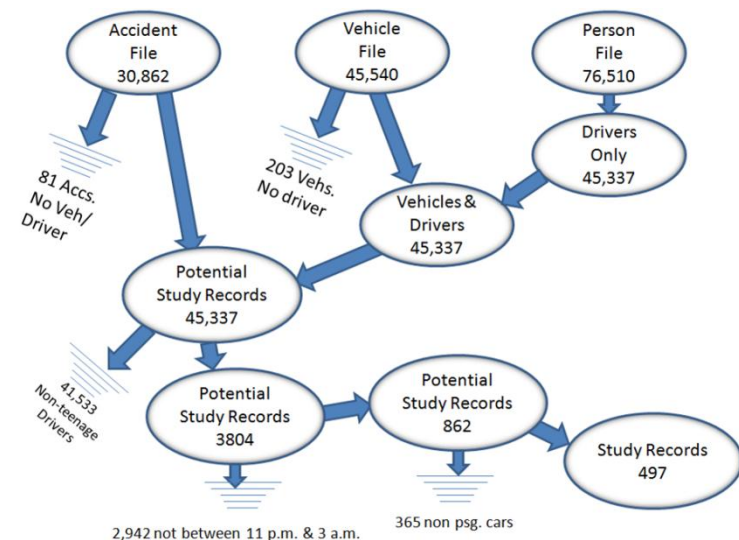 Accident
File
30,862
Vehicle
File
45,540
Person
File
76,510
81 Accs.
No Veh/
Driver
203 Vehs.
No driver
Drivers
Only
45,337
Vehicles &
Drivers
45,337
Potential
Study Records
45,337
41,533
Non-teenage
Drivers
Potential
Study Records
3804
Potential
Study Records
862
Study Records
497
2,942 not between 11 p.m. & 3 a.m.
365 non psg. cars